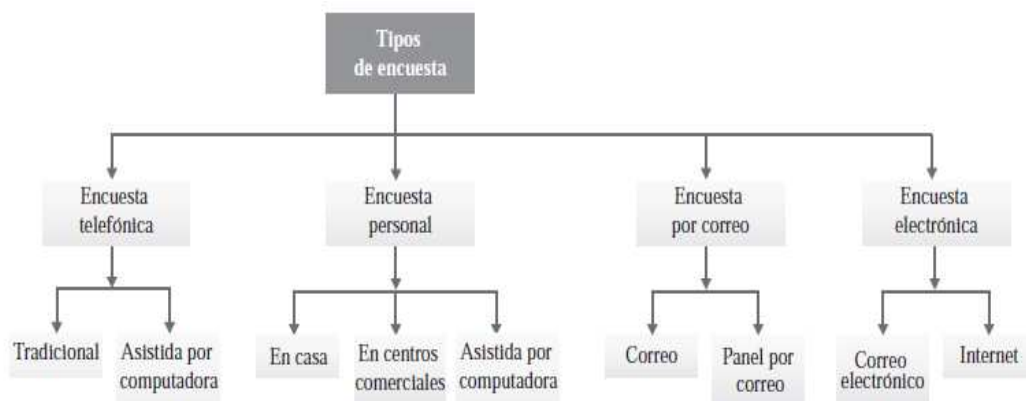 Tipos
de encuesta
Encuesta
telefónica
Encuesta
personal
Encuesta
por correo
Encuesta
electrónica
Tradicional
Asistida por
computadora
En casa
En centros
comerciales
Asistida por
computadora
Correo
Panel por
correo
Correo
electrónico
Internet